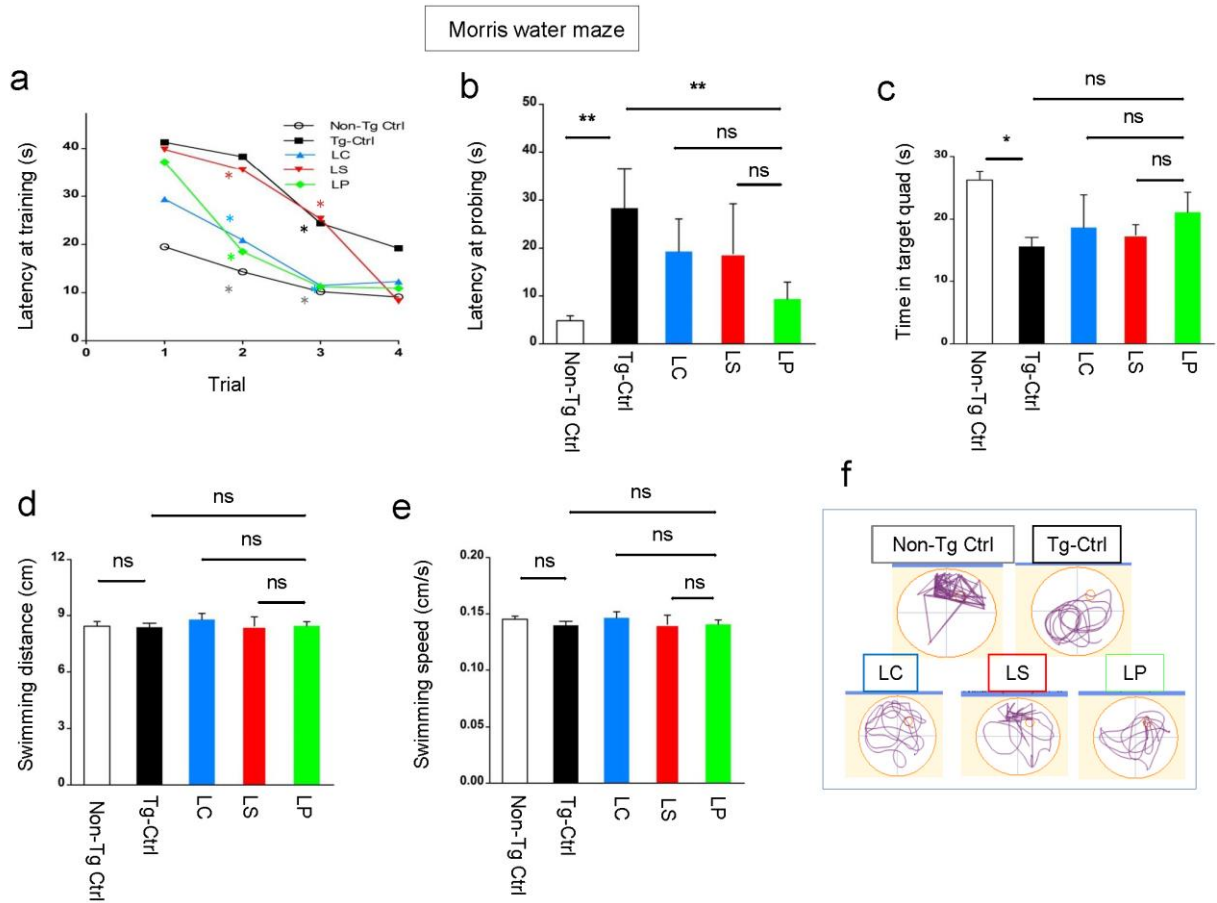 Morris water maze
a
Latency at training (s)
40
30
20
10
0
0
1
2
3
4
Trial
Non-Tg Ctrl
Tg-Ctrl
LC
LS
LP
*
*
*
*
*
*
*
*
b
Latency at probing (s)
50
40
30
20
10
0
**
**
ns
ns
Non-Tg Ctrl
Tg-Ctrl
LC
LS
LP
c
Time in target quad (s)
30
20
10
0
*
ns
ns
ns
Non-Tg Ctrl
Tg-Ctrl
LC
LS
LP
d
Swimming distance (cm)
12
9
6
3
0
ns
ns
ns
ns
Non-Tg Ctrl
Tg-Ctrl
LC
LS
LP
e
Swimming speed (cm/s)
0.20
0.15
0.10
0.05
0.00
ns
ns
ns
ns
Non-Tg Ctrl
Tg-Ctrl
LC
LS
LP
f
Non-Tg Ctrl
Tg-Ctrl
LC
LS
LP